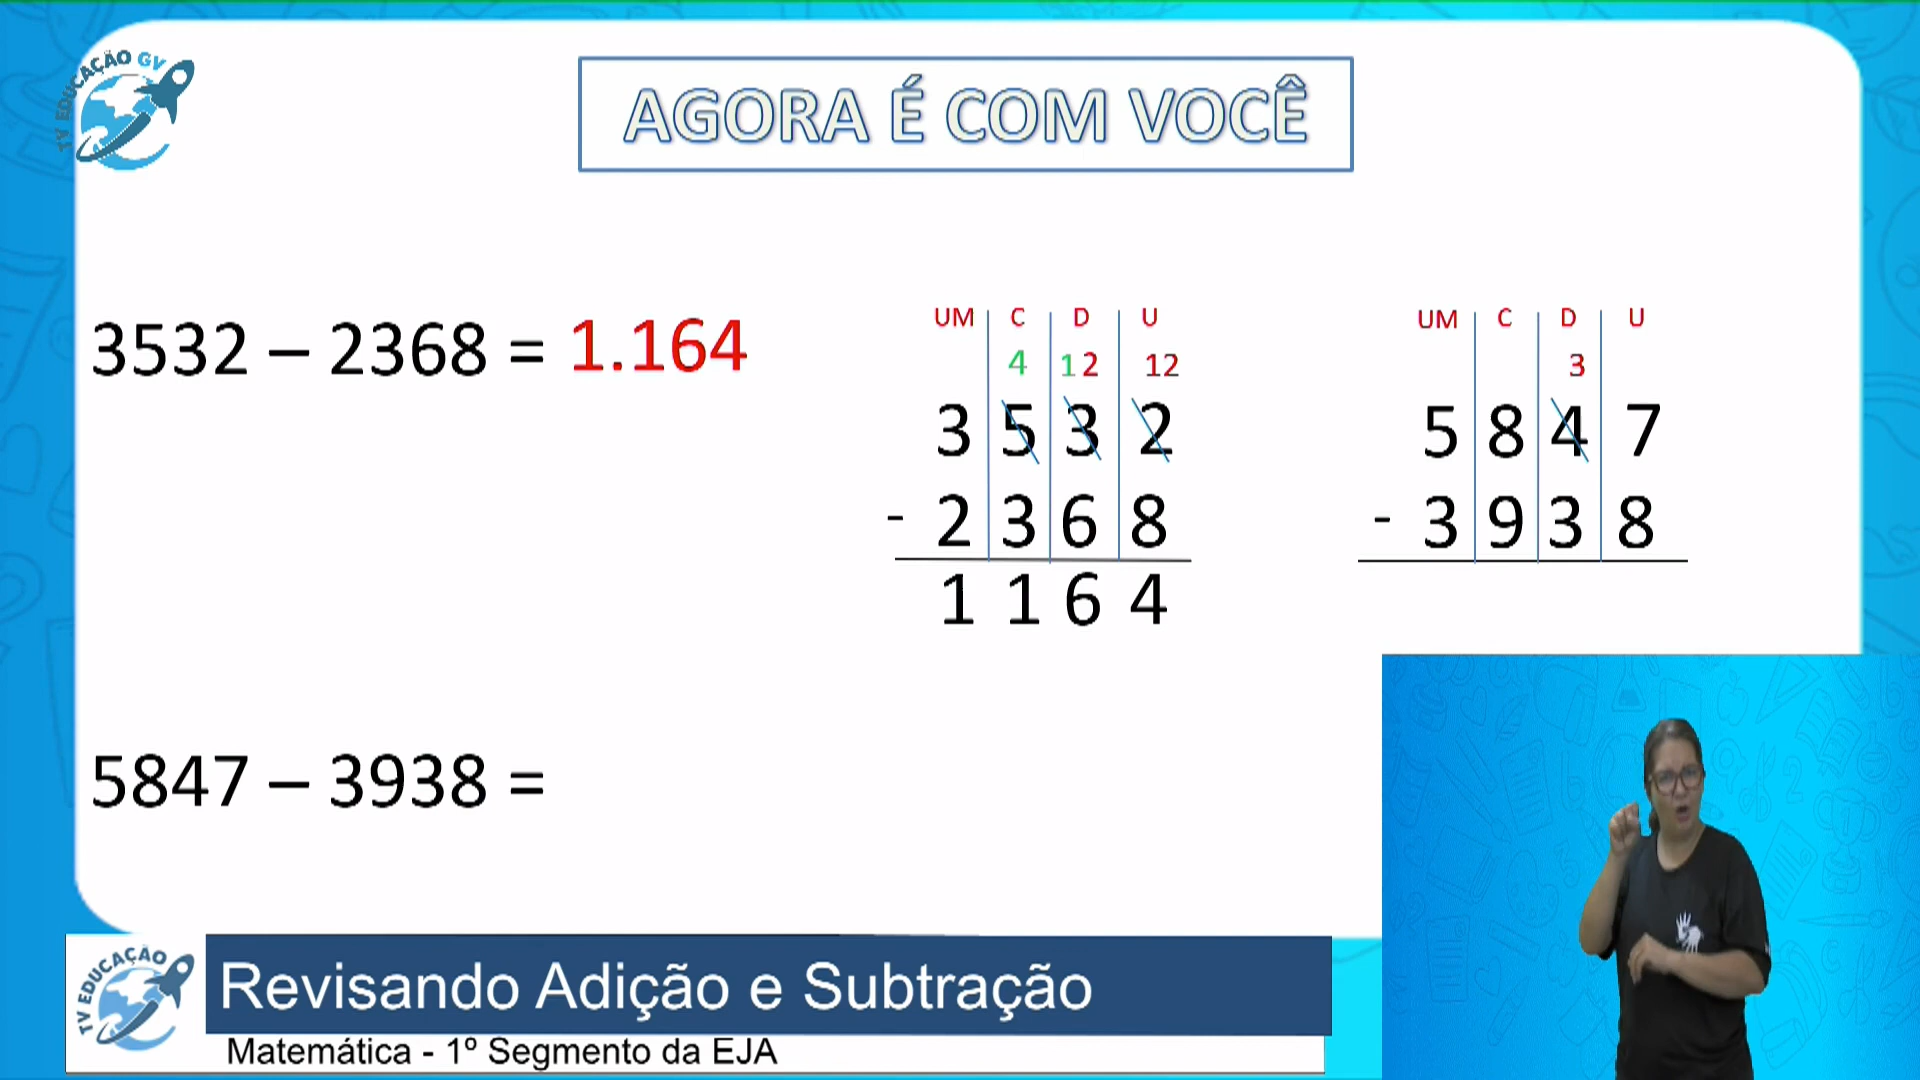 TV EDUCAÇÃO GV
AGORA É COM VOCÊ
3532 – 2368 = 1.164
UM C D U
4 12 12
3 5 3 2
- 2 3 6 8
1 1 6 4
UM C D U
3
5 8 4 7
- 3 9 3 8
5847 – 3938 =
TV EDUCAÇÃO
Revisando Adição e Subtração
Matemática - 1º Segmento da EJA